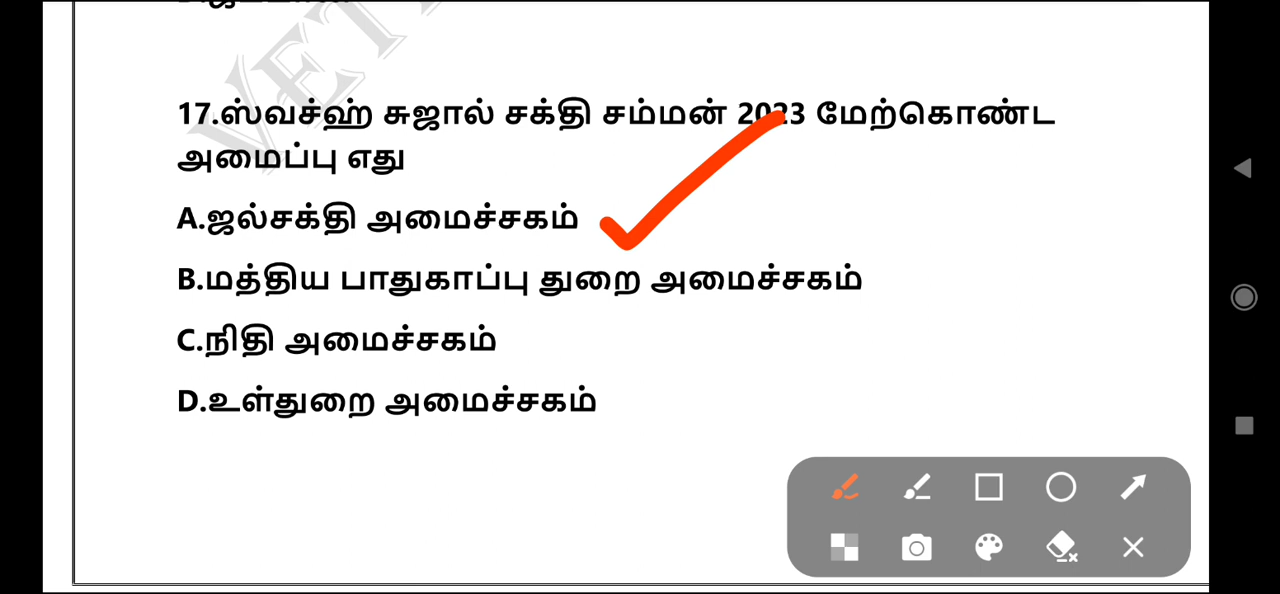 VET
17.ஸ்வச்ஹ் சுஜால் சக்தி சம்மன் 2023 மேற்கொண்ட
அமைப்பு எது
A.ஜல்சக்தி அமைச்சகம்
B.மத்திய பாதுகாப்பு துறை அமைச்சகம்
C.நிதி அமைச்சகம்
D.உள்துறை அமைச்சகம்